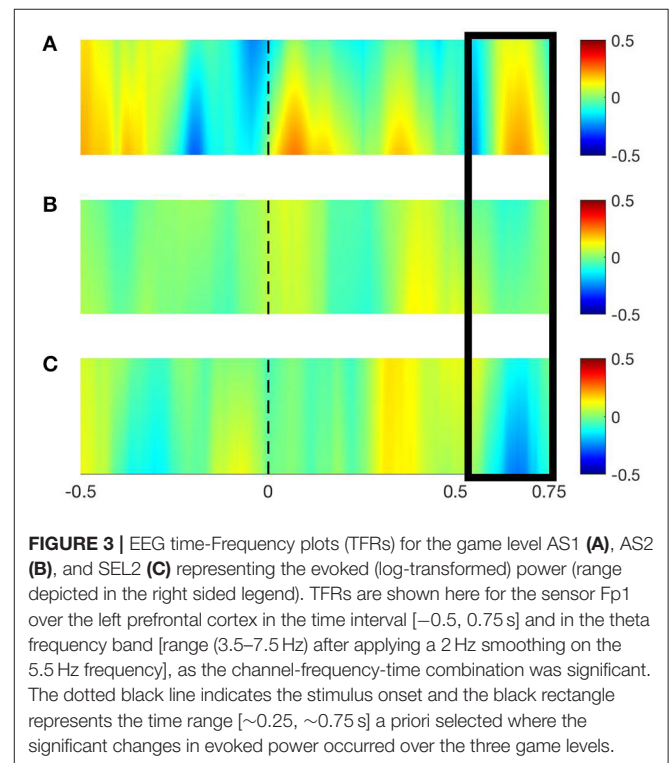 A
0.5
0
-0.5
B
0.5
0
-0.5
C
0.5
0
-0.5
-0.5 0 0.5 0.75
FIGURE 3 | EEG time-Frequency plots (TFRs) for the game level AS1 (A), AS2
(B), and SEL2 (C) representing the evoked (log-transformed) power (range
depicted in the right sided legend). TFRs are shown here for the sensor Fp1
over the left prefrontal cortex in the time interval [−0.5, 0.75 s] and in the theta
frequency band [range (3.5–7.5 Hz) after applying a 2 Hz smoothing on the
5.5 Hz frequency], as the channel-frequency-time combination was significant.
The dotted black line indicates the stimulus onset and the black rectangle
represents the time range [∼0.25, ∼0.75 s] a priori selected where the
significant changes in evoked power occurred over the three game levels.